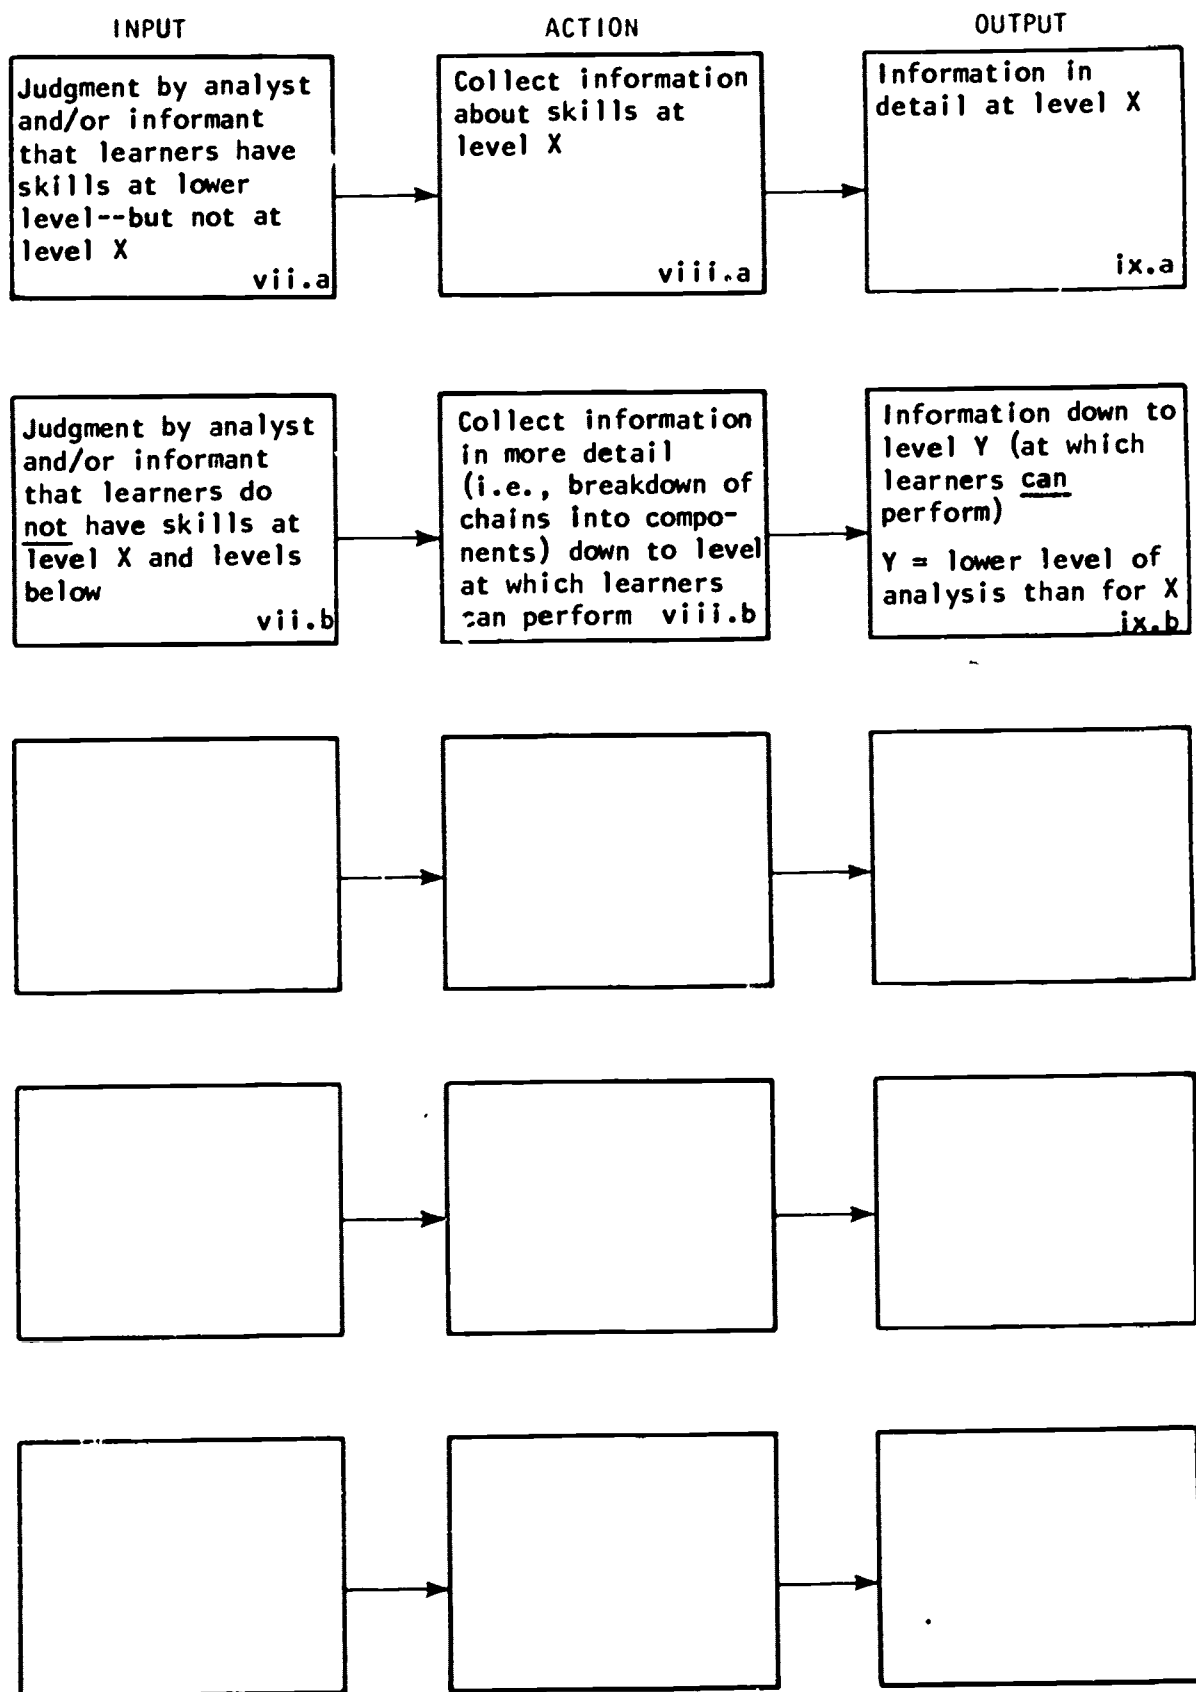 INPUT
ACTION
OUTPUT
Judgment by analyst
and/or informant
that learners have
skills at lower
level--but not at
level X
vii.a
Collect information
about skills at
level X
viii.a
Information in
detail at level X
ix.a
Judgment by analyst
and/or informant
that learners do
not have skills at
level X and levels
below
vii.b
Collect information
in more detail
(i.e., breakdown of
chains into compo-
nents) down to level
at which learners
can perform viii.b
Information down to
level Y (at which
learners can
perform)
Y = lower level of
analysis than for X
ix.b